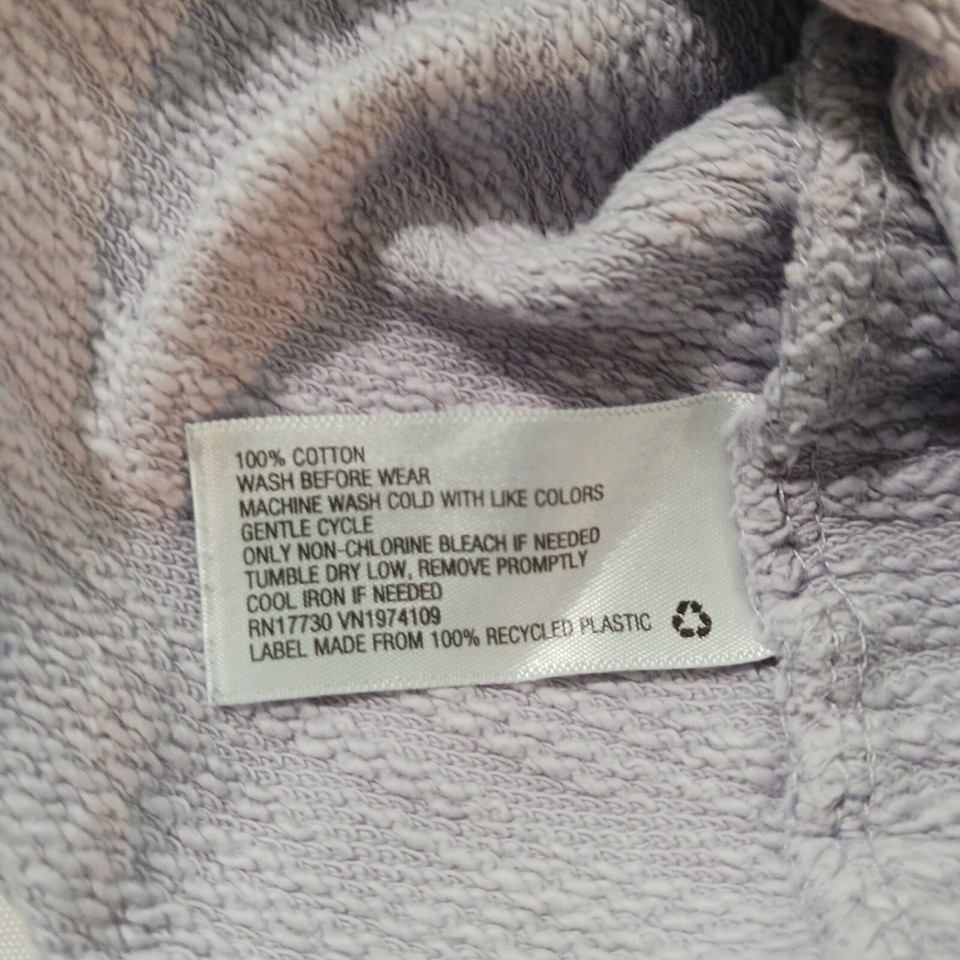 100% COTTON
WASH BEFORE WEAR
MACHINE WASH COLD WITH LIKE COLORS
GENTLE CYCLE
ONLY NON-CHLORINE BLEACH IF NEEDED
TUMBLE DRY LOW, REMOVE PROMPTLY
COOL IRON IF NEEDED
RN17730 VN1974109
LABEL MADE FROM 100% RECYCLED PLASTIC